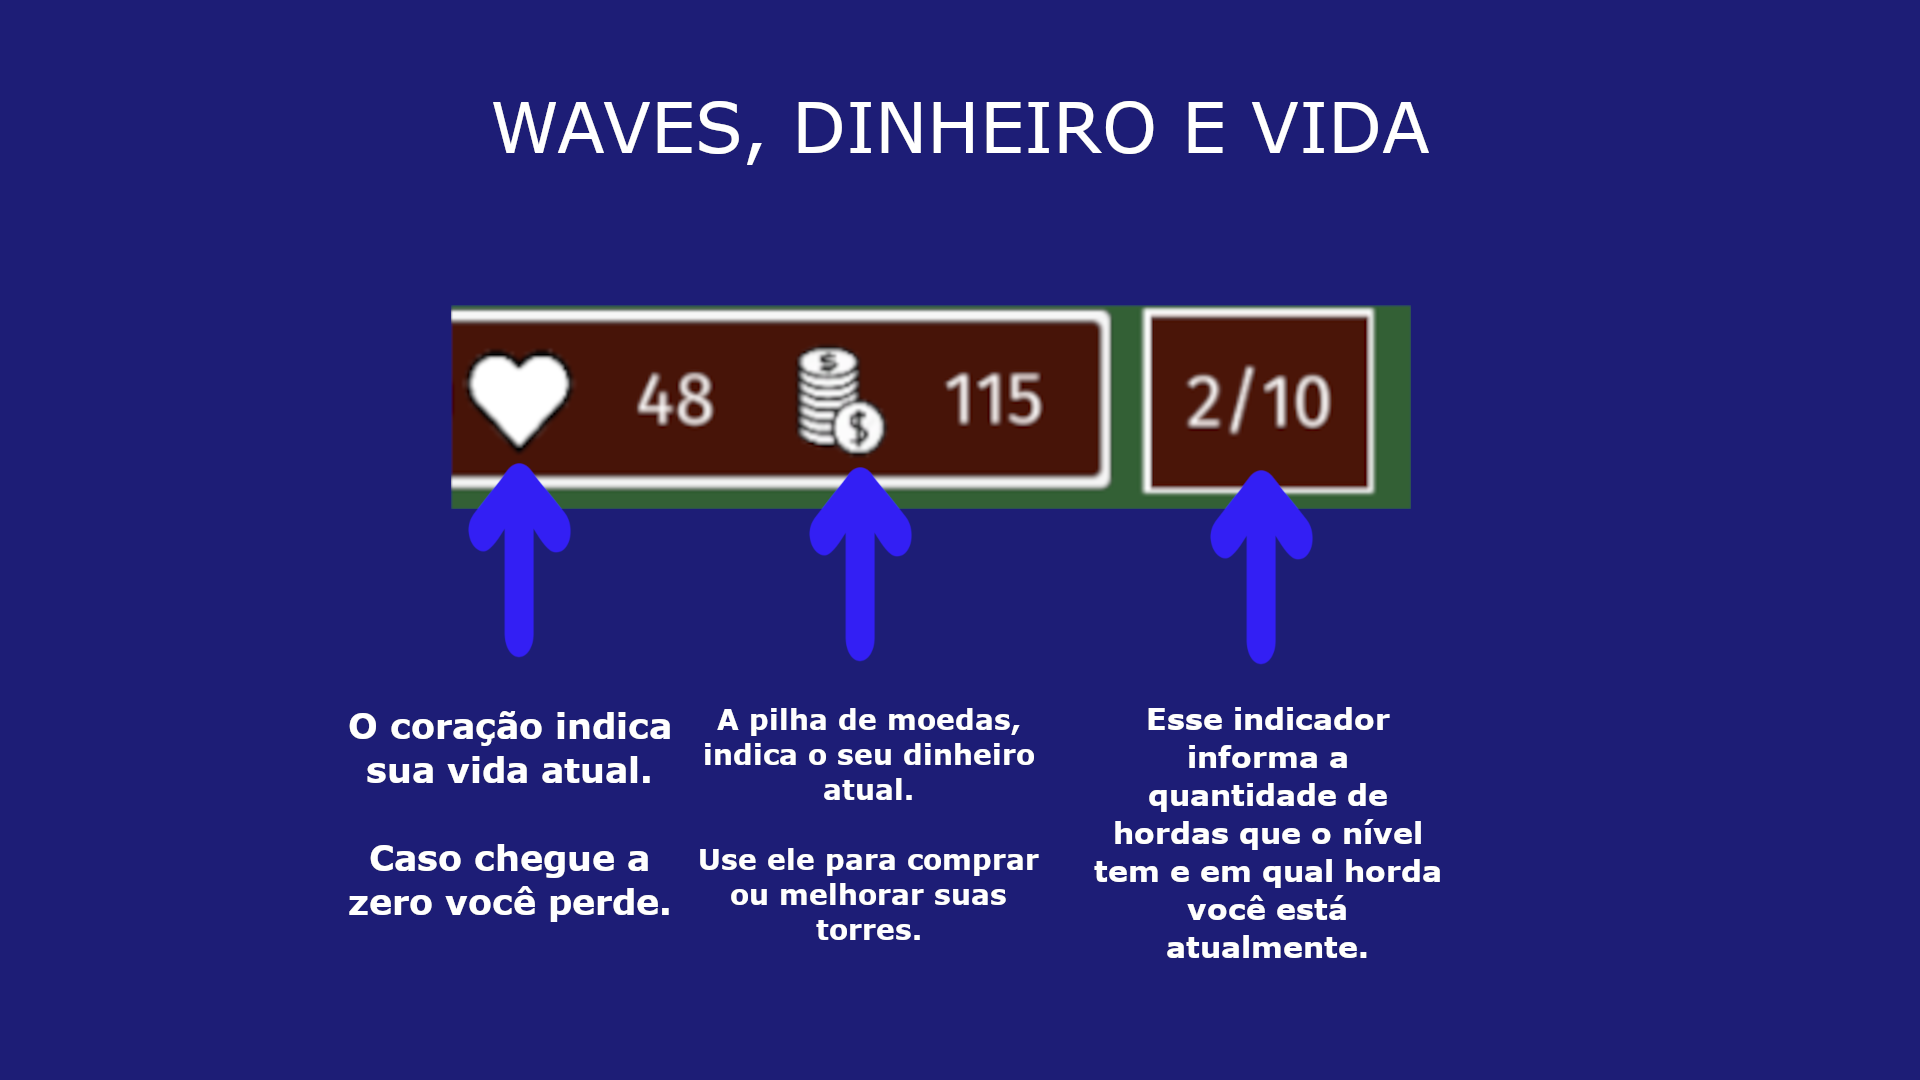 WAVES, DINHEIRO E VIDA
48
$
$
115
2/10
O coração indica
sua vida atual.
Caso chegue a
zero você perde.
A pilha de moedas,
indica o seu dinheiro
atual.
Use ele para comprar
ou melhorar suas
torres.
Esse indicador
informa a
quantidade de
hordas que o nível
tem e em qual horda
você está
atualmente.